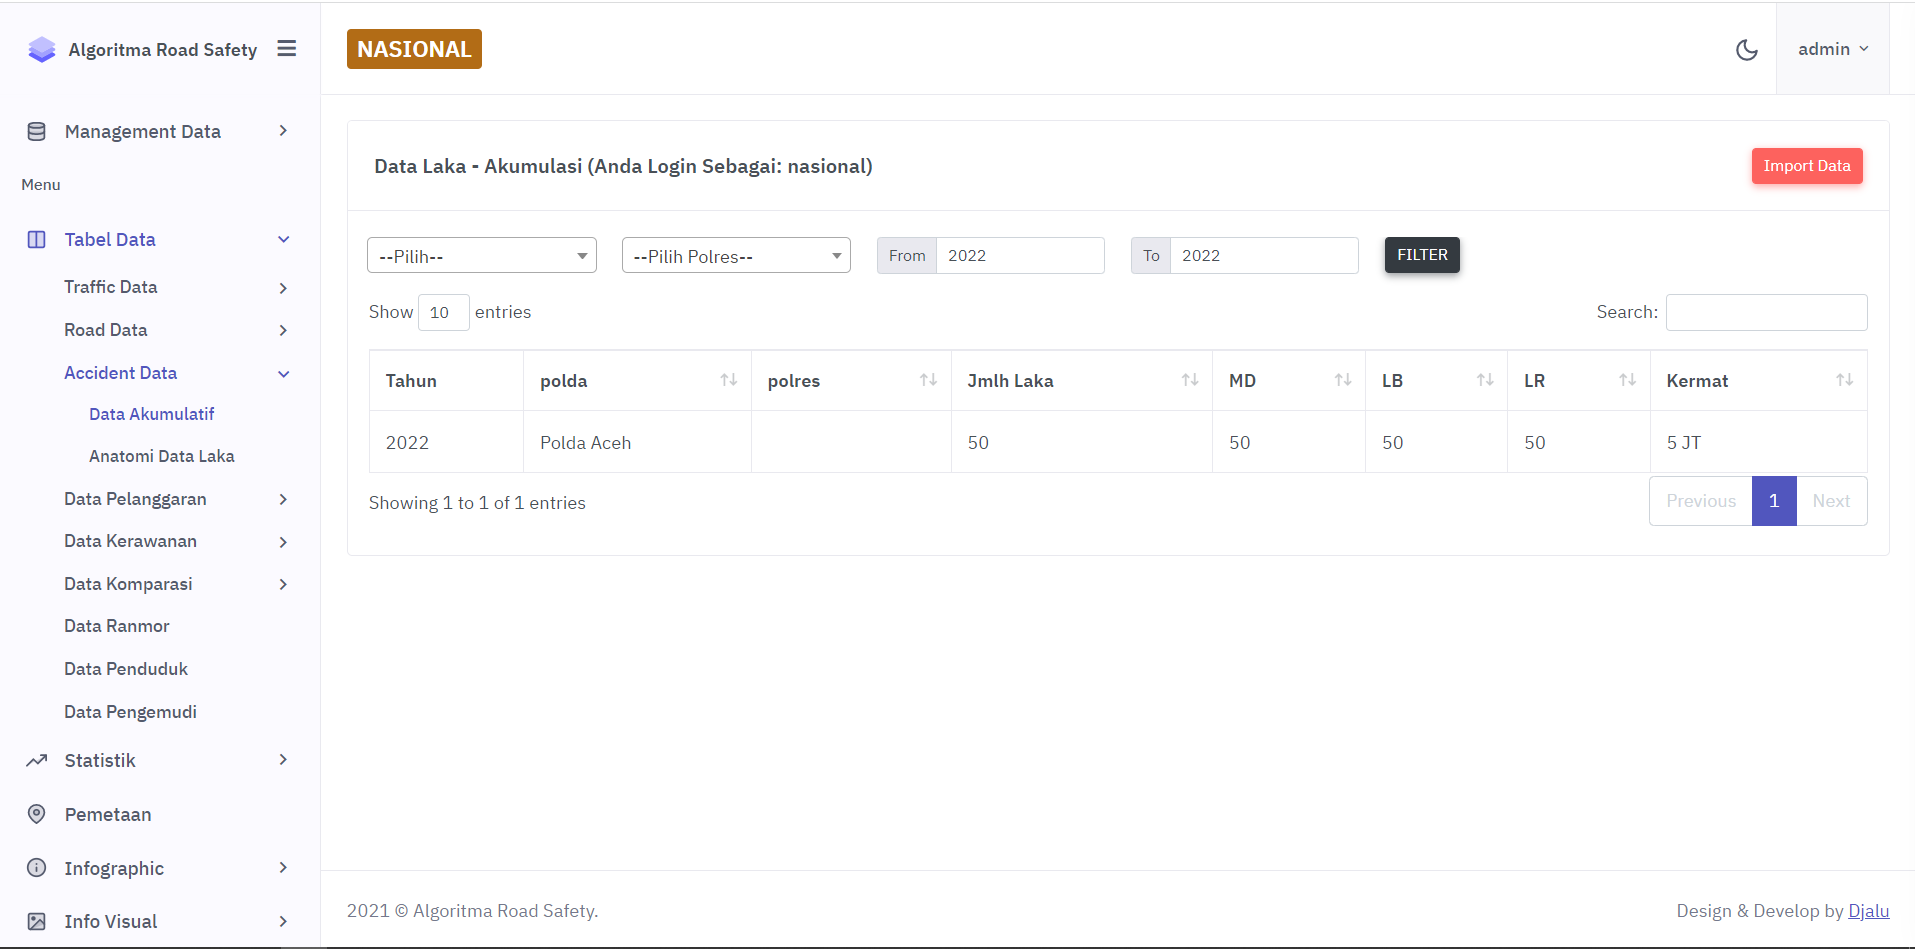 Algoritma Road Safety
NASIONAL
admin
Management Data
Menu
Tabel Data
Traffic Data
Road Data
Accident Data
Data Akumulatif
Anatomi Data Laka
Data Pelanggaran
Data Kerawanan
Data Komparasi
Data Ranmor
Data Penduduk
Data Pengemudi
Statistik
Pemetaan
Infographic
Info Visual
Data Laka - Akumulasi (Anda Login Sebagai: nasional)
Import Data
--Pilih-- --Pilih Polres-- From 2022 To 2022 FILTER
Show 10 entries Search:
Tahun polda polres Jmlh Laka MD LB LR Kermat
2022 Polda Aceh 50 50 50 50 5 JT
Showing 1 to 1 of 1 entries Previous 1 Next
2021 © Algoritma Road Safety. Design & Develop by Djalu